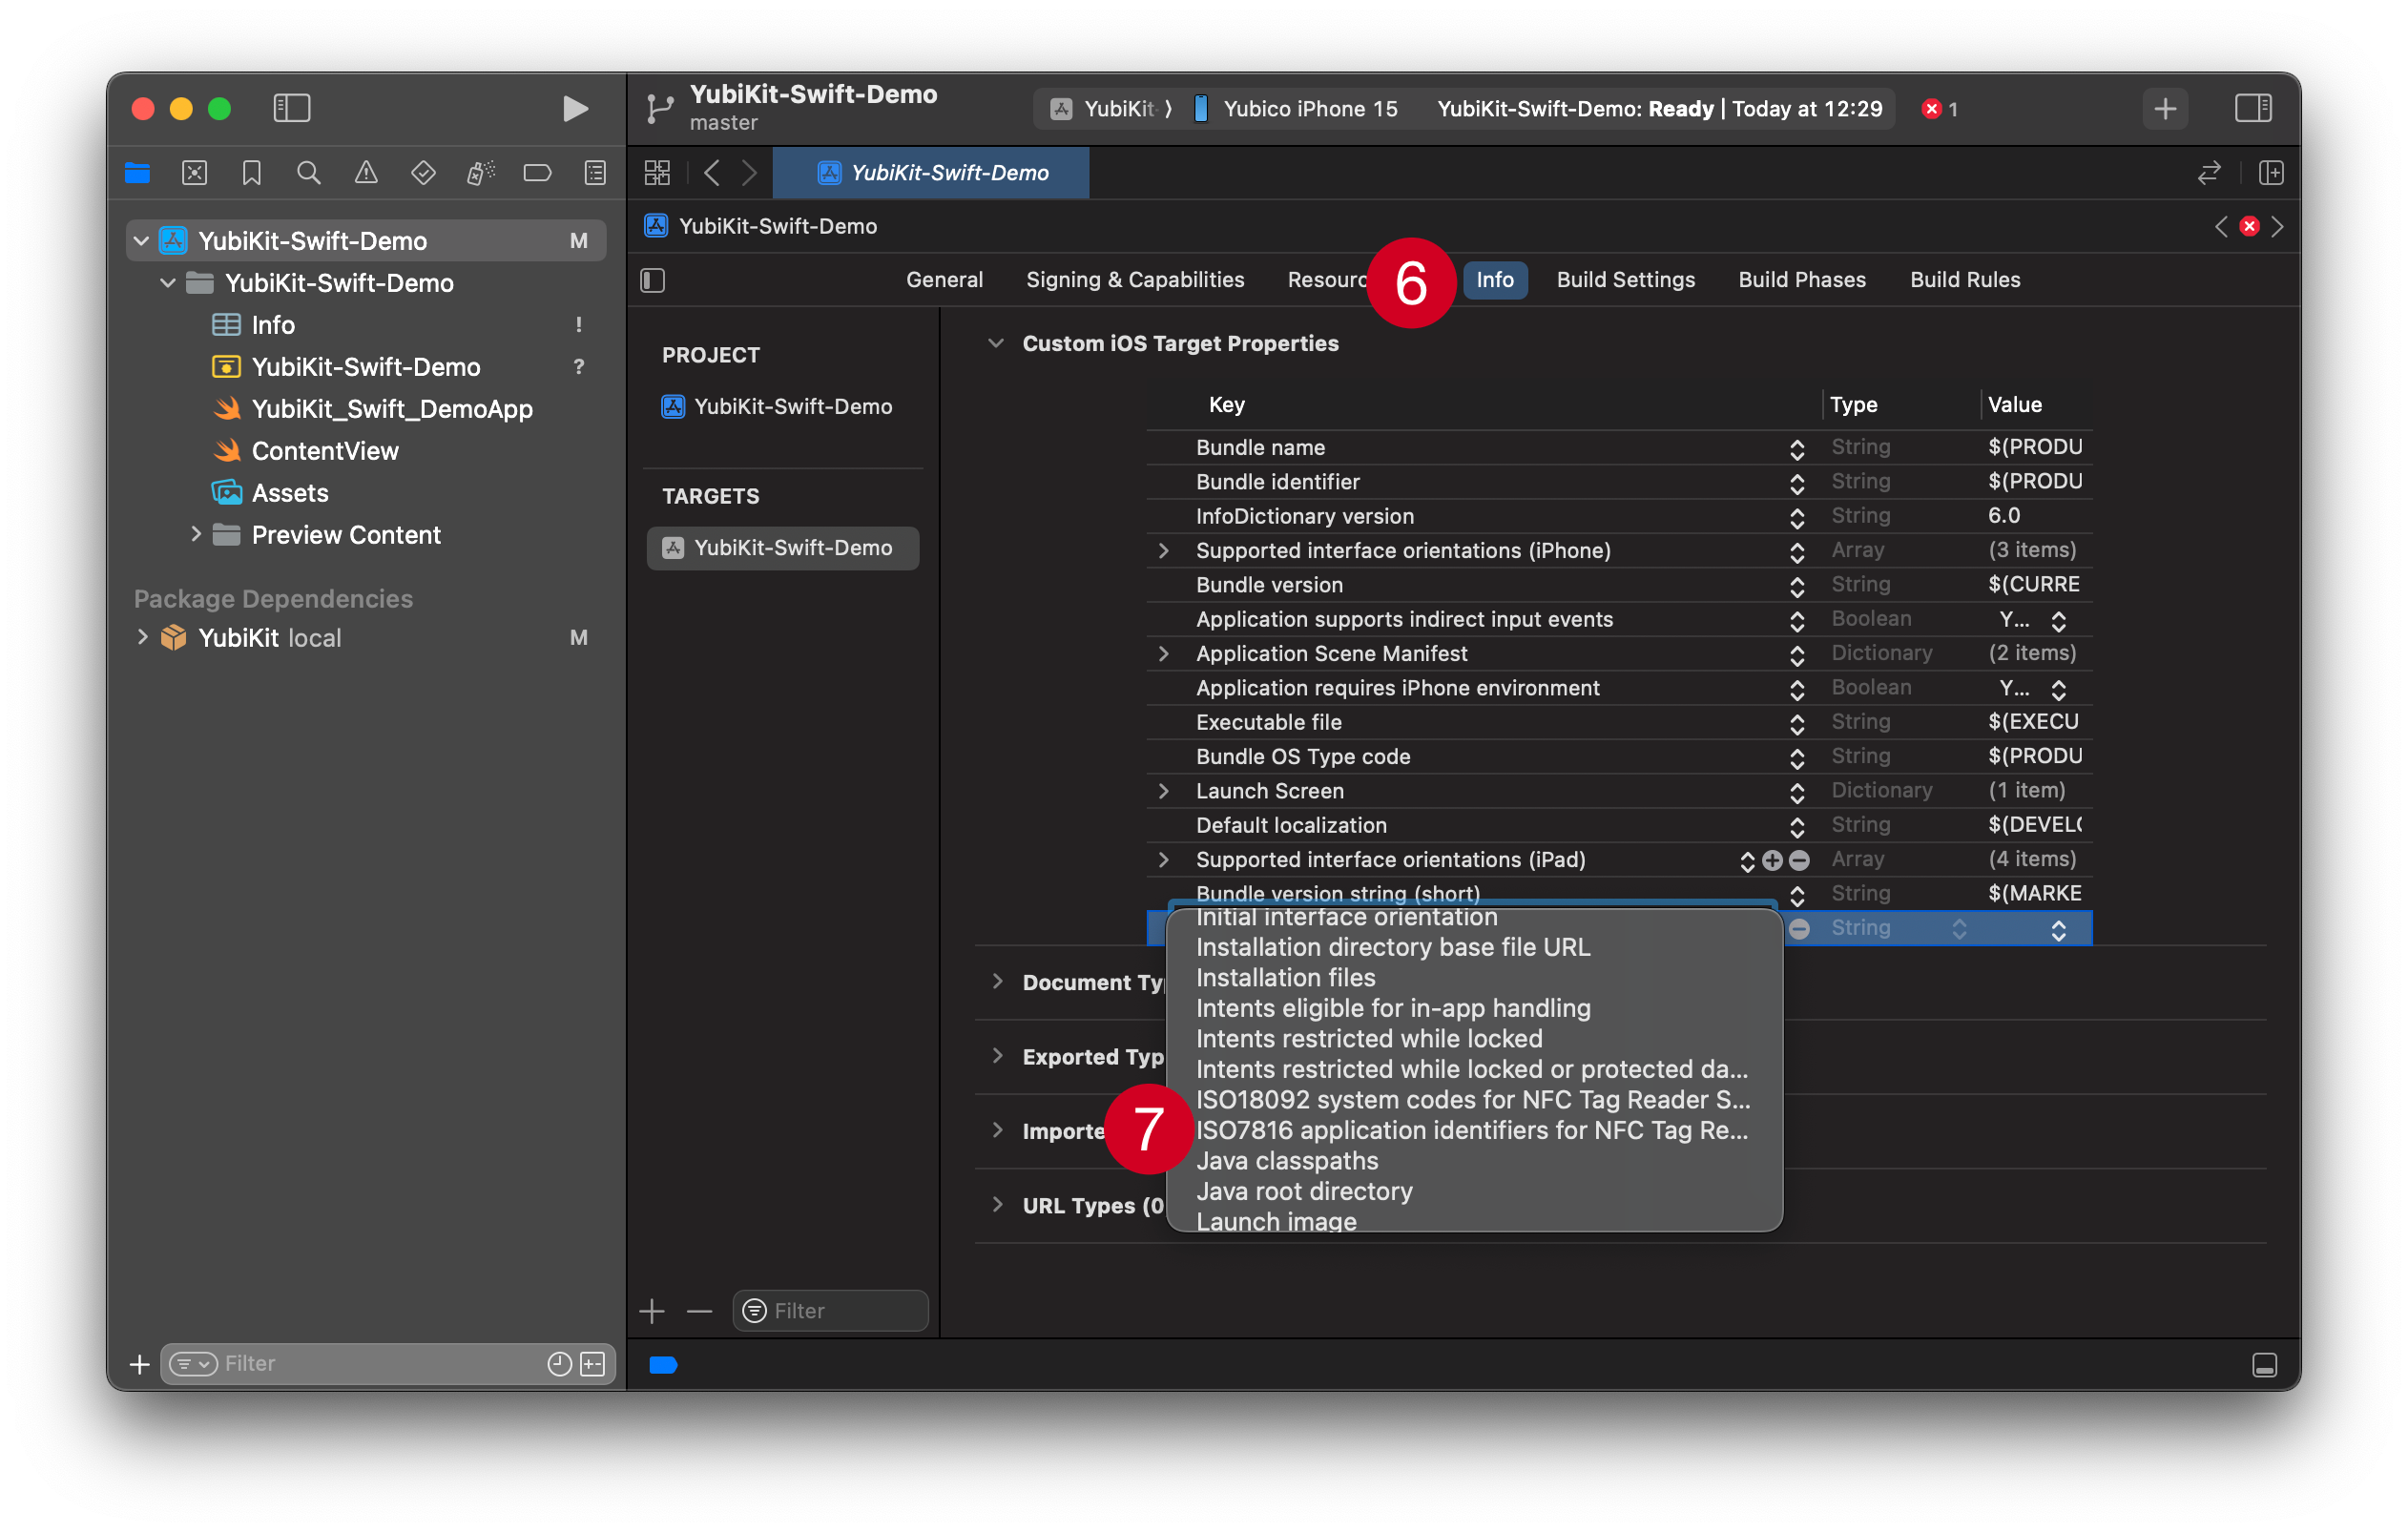 YubiKit-Swift-Demo
master
YubiKit
Yubico iPhone 15
YubiKit-Swift-Demo: Ready | Today at 12:29
1
YubiKit-Swift-Demo
YubiKit-Swift-Demo
YubiKit-Swift-Demo M
YubiKit-Swift-Demo
Info !
YubiKit-Swift-Demo ?
YubiKit_Swift_DemoApp
ContentView
Assets
Preview Content
Package Dependencies
YubiKit local M
Filter
General
Signing & Capabilities
Resourc
6
Info
Build Settings
Build Phases
Build Rules
PROJECT
YubiKit-Swift-Demo
TARGETS
YubiKit-Swift-Demo
Filter
Custom iOS Target Properties
Key Type Value
Bundle name String $(PRODU
Bundle identifier String $(PRODU
InfoDictionary version String 6.0
Supported interface orientations (iPhone) Array (3 items)
Bundle version String $(CURRE
Application supports indirect input events Boolean Y...
Application Scene Manifest Dictionary (2 items)
Application requires iPhone environment Boolean Y...
Executable file String $(EXECU
Bundle OS Type code String $(PRODU
Launch Screen Dictionary (1 item)
Default localization String $(DEVEL
Supported interface orientations (iPad) Array (4 items)
Bundle version string (short) String $(MARKE
String
Initial interface orientation
Installation directory base file URL
Installation files
Intents eligible for in-app handling
Intents restricted while locked
Intents restricted while locked or protected da...
ISO18092 system codes for NFC Tag Reader S...
7
ISO7816 application identifiers for NFC Tag Re...
Java classpaths
Java root directory
Launch image
Document Ty
Exported Typ
Importe
URL Types (0